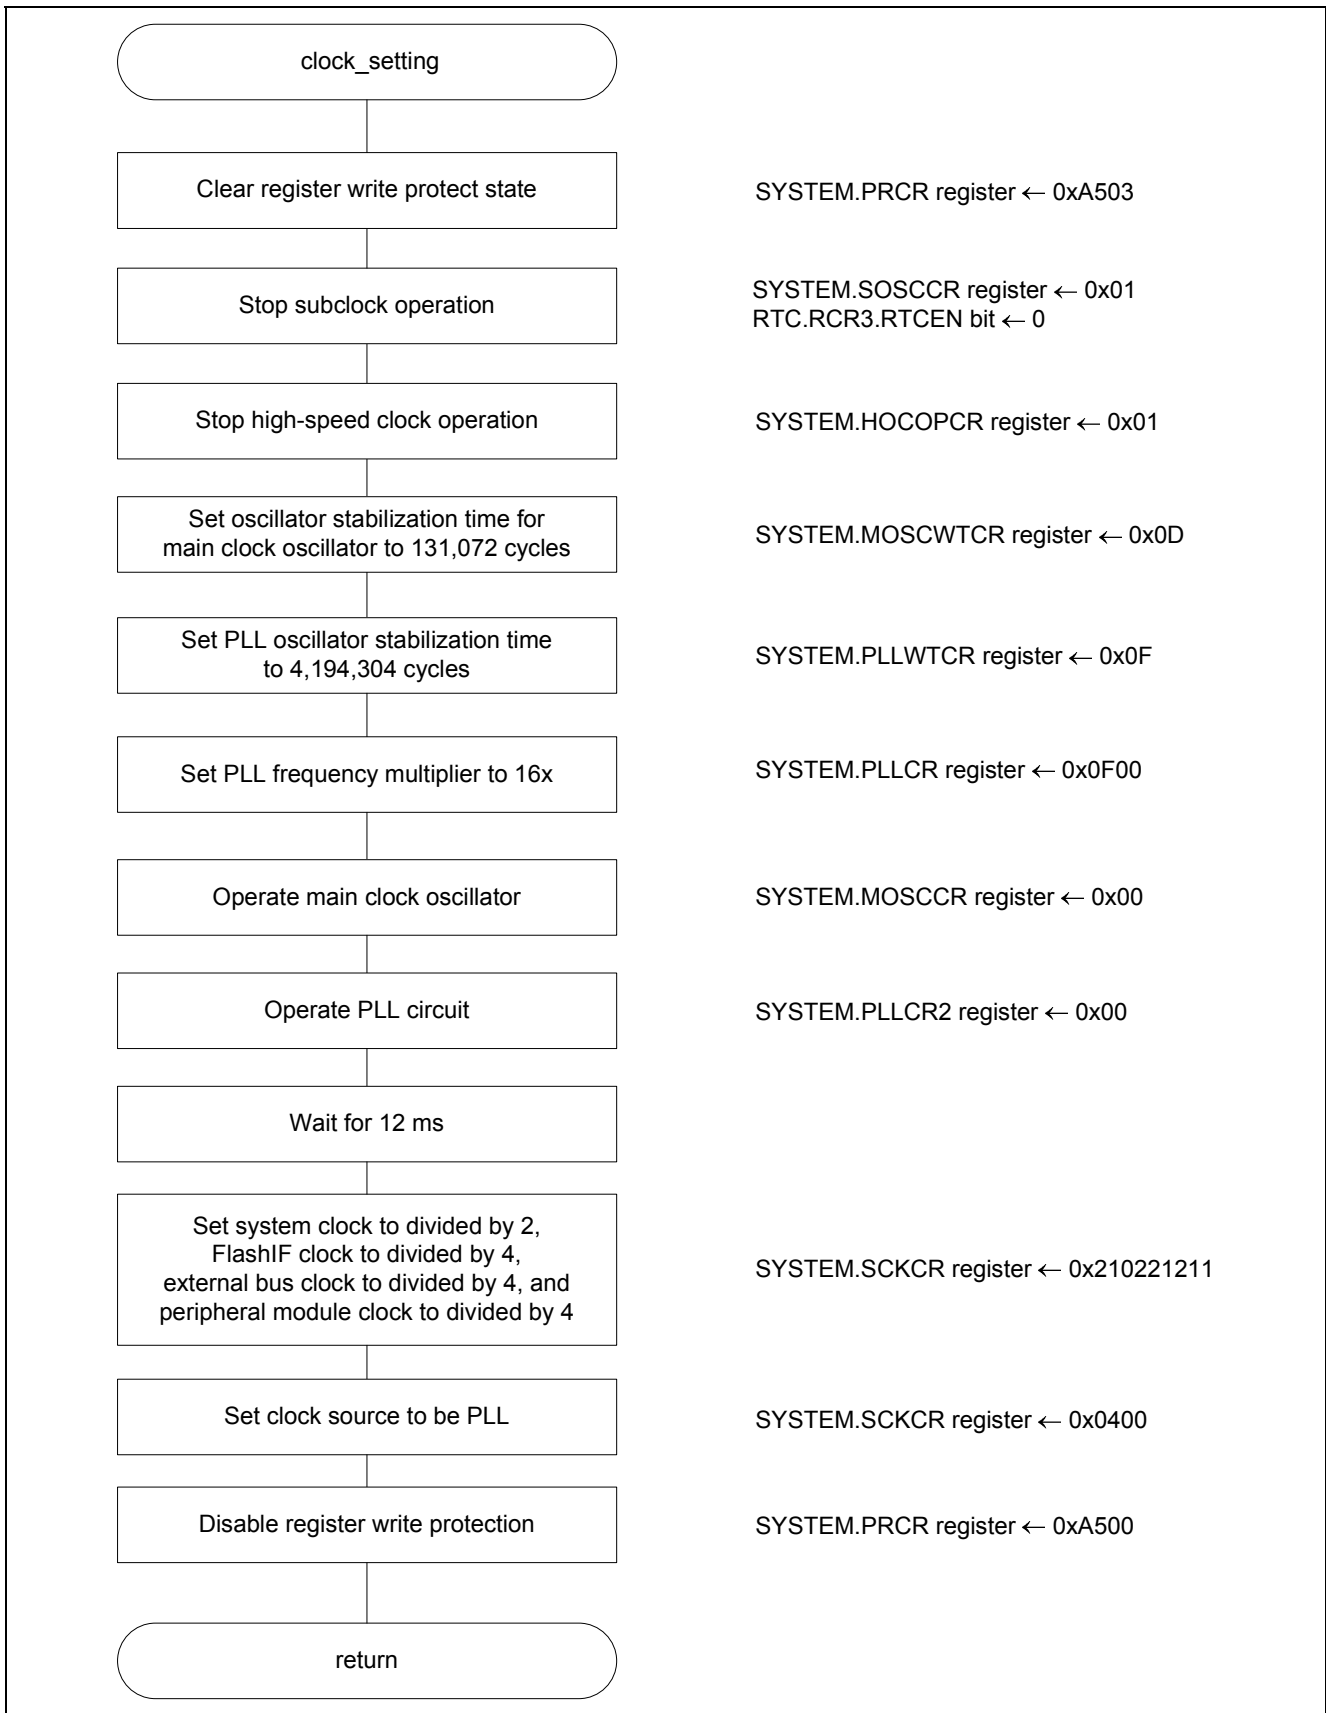 clock_setting
Clear register write protect state
SYSTEM.PRCR register ← 0xA503
Stop subclock operation
SYSTEM.SOSCCR register ← 0x01
RTC.RCR3.RTCEN bit ← 0
Stop high-speed clock operation
SYSTEM.HOCOPCR register ← 0x01
Set oscillator stabilization time for
main clock oscillator to 131,072 cycles
SYSTEM.MOSCWTCR register ← 0x0D
Set PLL oscillator stabilization time
to 4,194,304 cycles
SYSTEM.PLLWTCR register ← 0x0F
Set PLL frequency multiplier to 16x
SYSTEM.PLLCR register ← 0x0F00
Operate main clock oscillator
SYSTEM.MOSCCR register ← 0x00
Operate PLL circuit
SYSTEM.PLLCR2 register ← 0x00
Wait for 12 ms
Set system clock to divided by 2,
FlashIF clock to divided by 4,
external bus clock to divided by 4, and
peripheral module clock to divided by 4
SYSTEM.SCKCR register ← 0x210221211
Set clock source to be PLL
SYSTEM.SCKCR register ← 0x0400
Disable register write protection
SYSTEM.PRCR register ← 0xA500
return